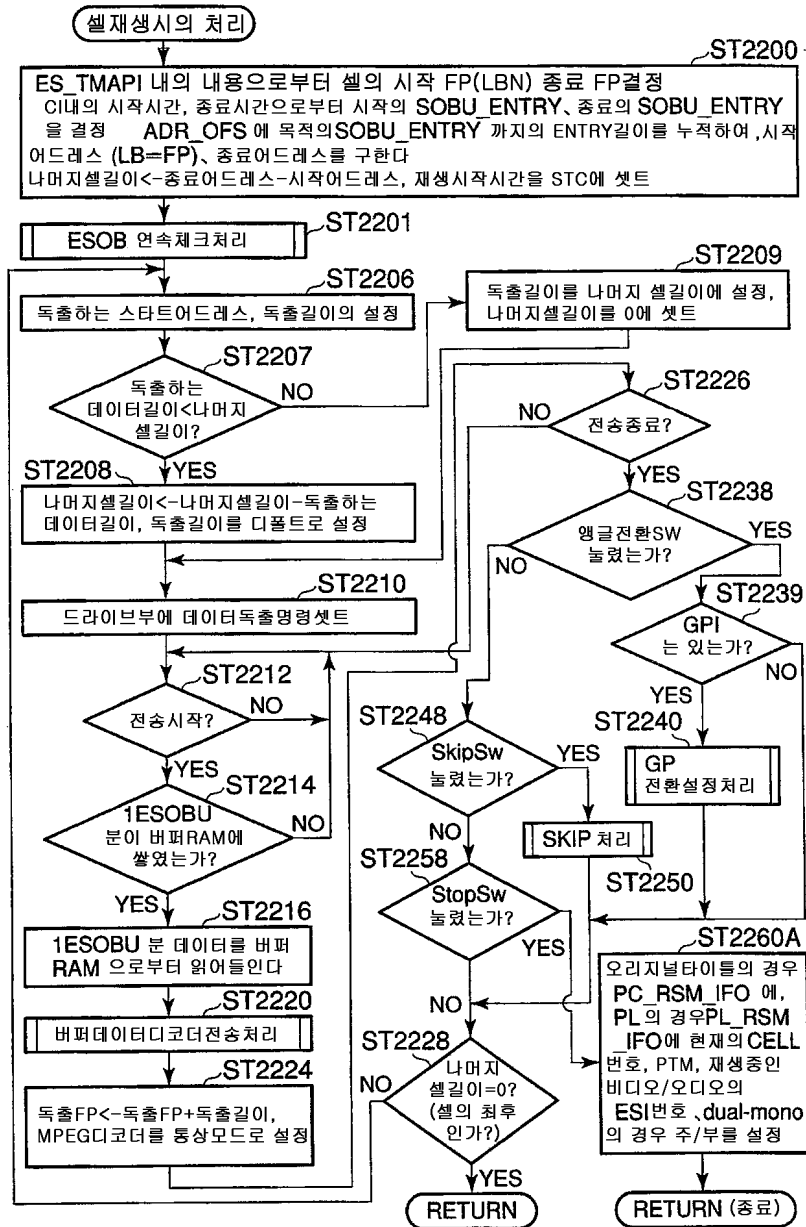 셀재생시의 처리
ST2200
ES_TMAPI 내의 내용으로부터 셀의 시작 FP(LBN) 종료 FP결정
CI내의 시작시간, 종료시간으로부터 시작의 SOBU_ENTRY、종료의 SOBU_ENTRY
을 결정 ADR_OFS 에 목적의SOBU_ENTRY 까지의 ENTRY길이를 누적하여 ,시작
어드레스 (LB=FP)、종료어드레스를 구한다
나머지셀길이<-종료어드레스-시작어드레스, 재생시작시간을 STC에 셋트
ST2201
ESOB 연속체크처리
ST2206
독출하는 스타트어드레스, 독출길이의 설정
ST2209
독출길이를 나머지 셀길이에 설정,
나머지셀길이를 0에 셋트
ST2207
독출하는
데이터길이<나머지
셀길이?
NO
YES
ST2208
나머지셀길이<-나머지셀길이-독출하는
데이터길이, 독출길이를 디폴트로 설정
ST2210
드라이브부에 데이터독출명령셋트
ST2212
전송시작?
NO
YES
ST2214
1ESOBU
분이 버퍼RAM에
쌓였는가?
NO
YES
ST2216
1ESOBU 분 데이터를 버퍼
RAM 으로부터 읽어들인다
ST2220
버퍼데이터디코더전송처리
ST2224
독출FP<-독출FP+독출길이,
MPEG디코더를 통상모드로 설정
ST2226
전송종료?
NO
YES
ST2238
앵글전환SW
눌렸는가?
YES
NO
ST2239
GPI
는 있는가?
NO
YES
ST2240
GP
전환설정처리
ST2248
SkipSw
눌렸는가?
YES
NO
SKIP 처리
ST2250
ST2258
StopSw
눌렸는가?
YES
NO
ST2228
나머지
셀길이=0?
(셀의 최후
인가?)
NO
YES
RETURN
ST2260A
오리지널타이틀의 경우
PC_RSM_IFO 에,
PL의 경우PL_RSM
_IFO에 현재의CELL
번호, PTM, 재생중인
비디오/오디오의
ESI번호、dual-mono
의 경우 주/부를 설정
RETURN (종료)